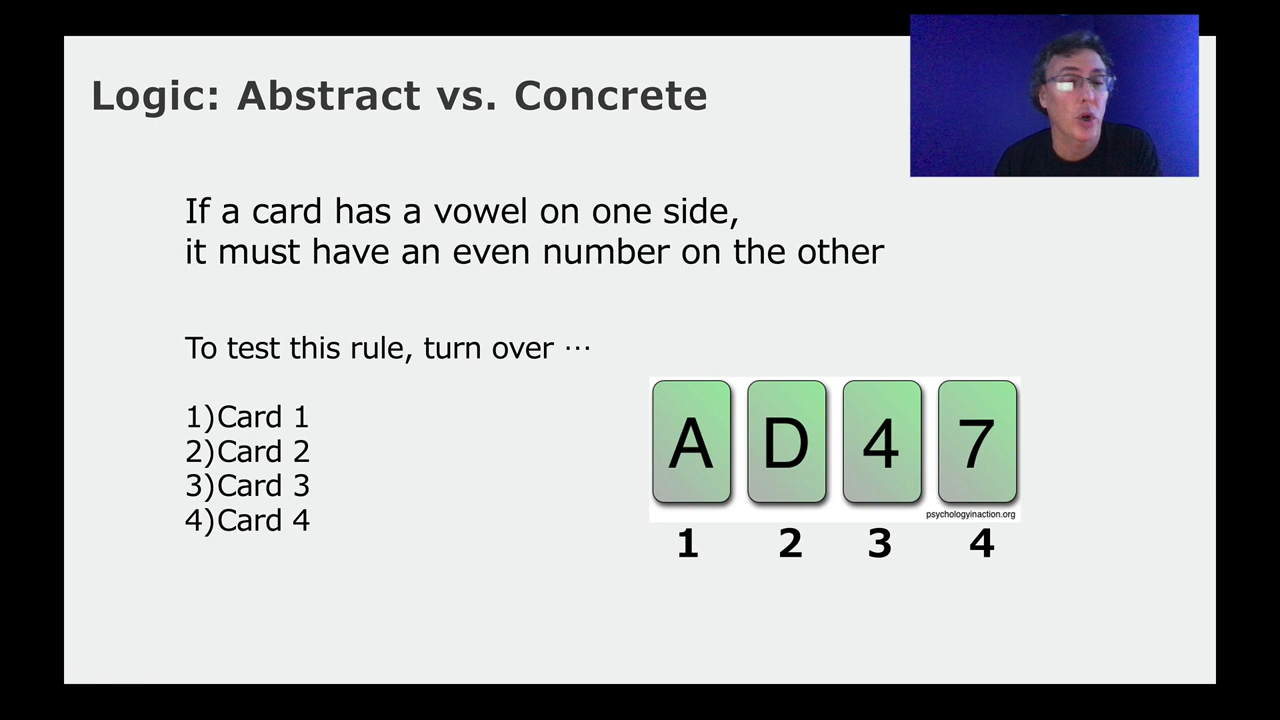 Logic: Abstract vs. Concrete
If a card has a vowel on one side,
it must have an even number on the other
To test this rule, turn over ⋯
1)Card 1
2)Card 2
3)Card 3
4)Card 4
A D 4 7
psychologyinaction.org
1 2 3 4